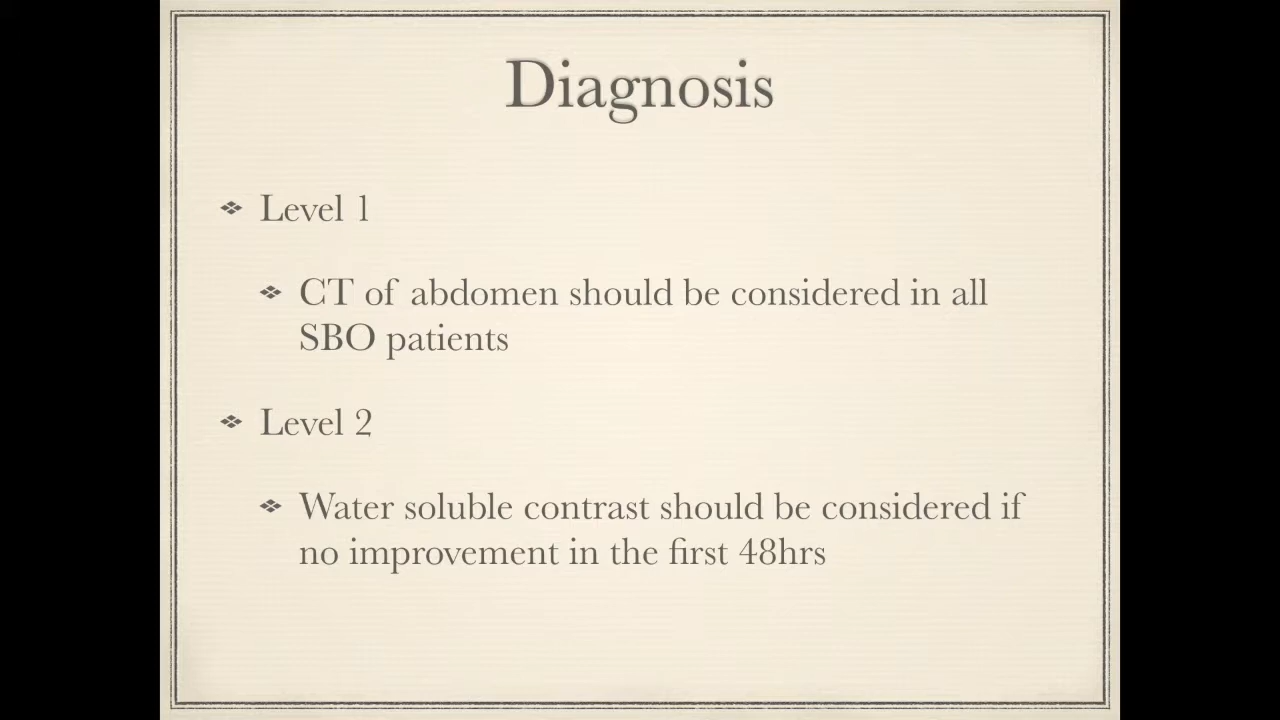 Diagnosis
Level 1
CT of abdomen should be considered in all
SBO patients
Level 2
Water soluble contrast should be considered if
no improvement in the first 48hrs